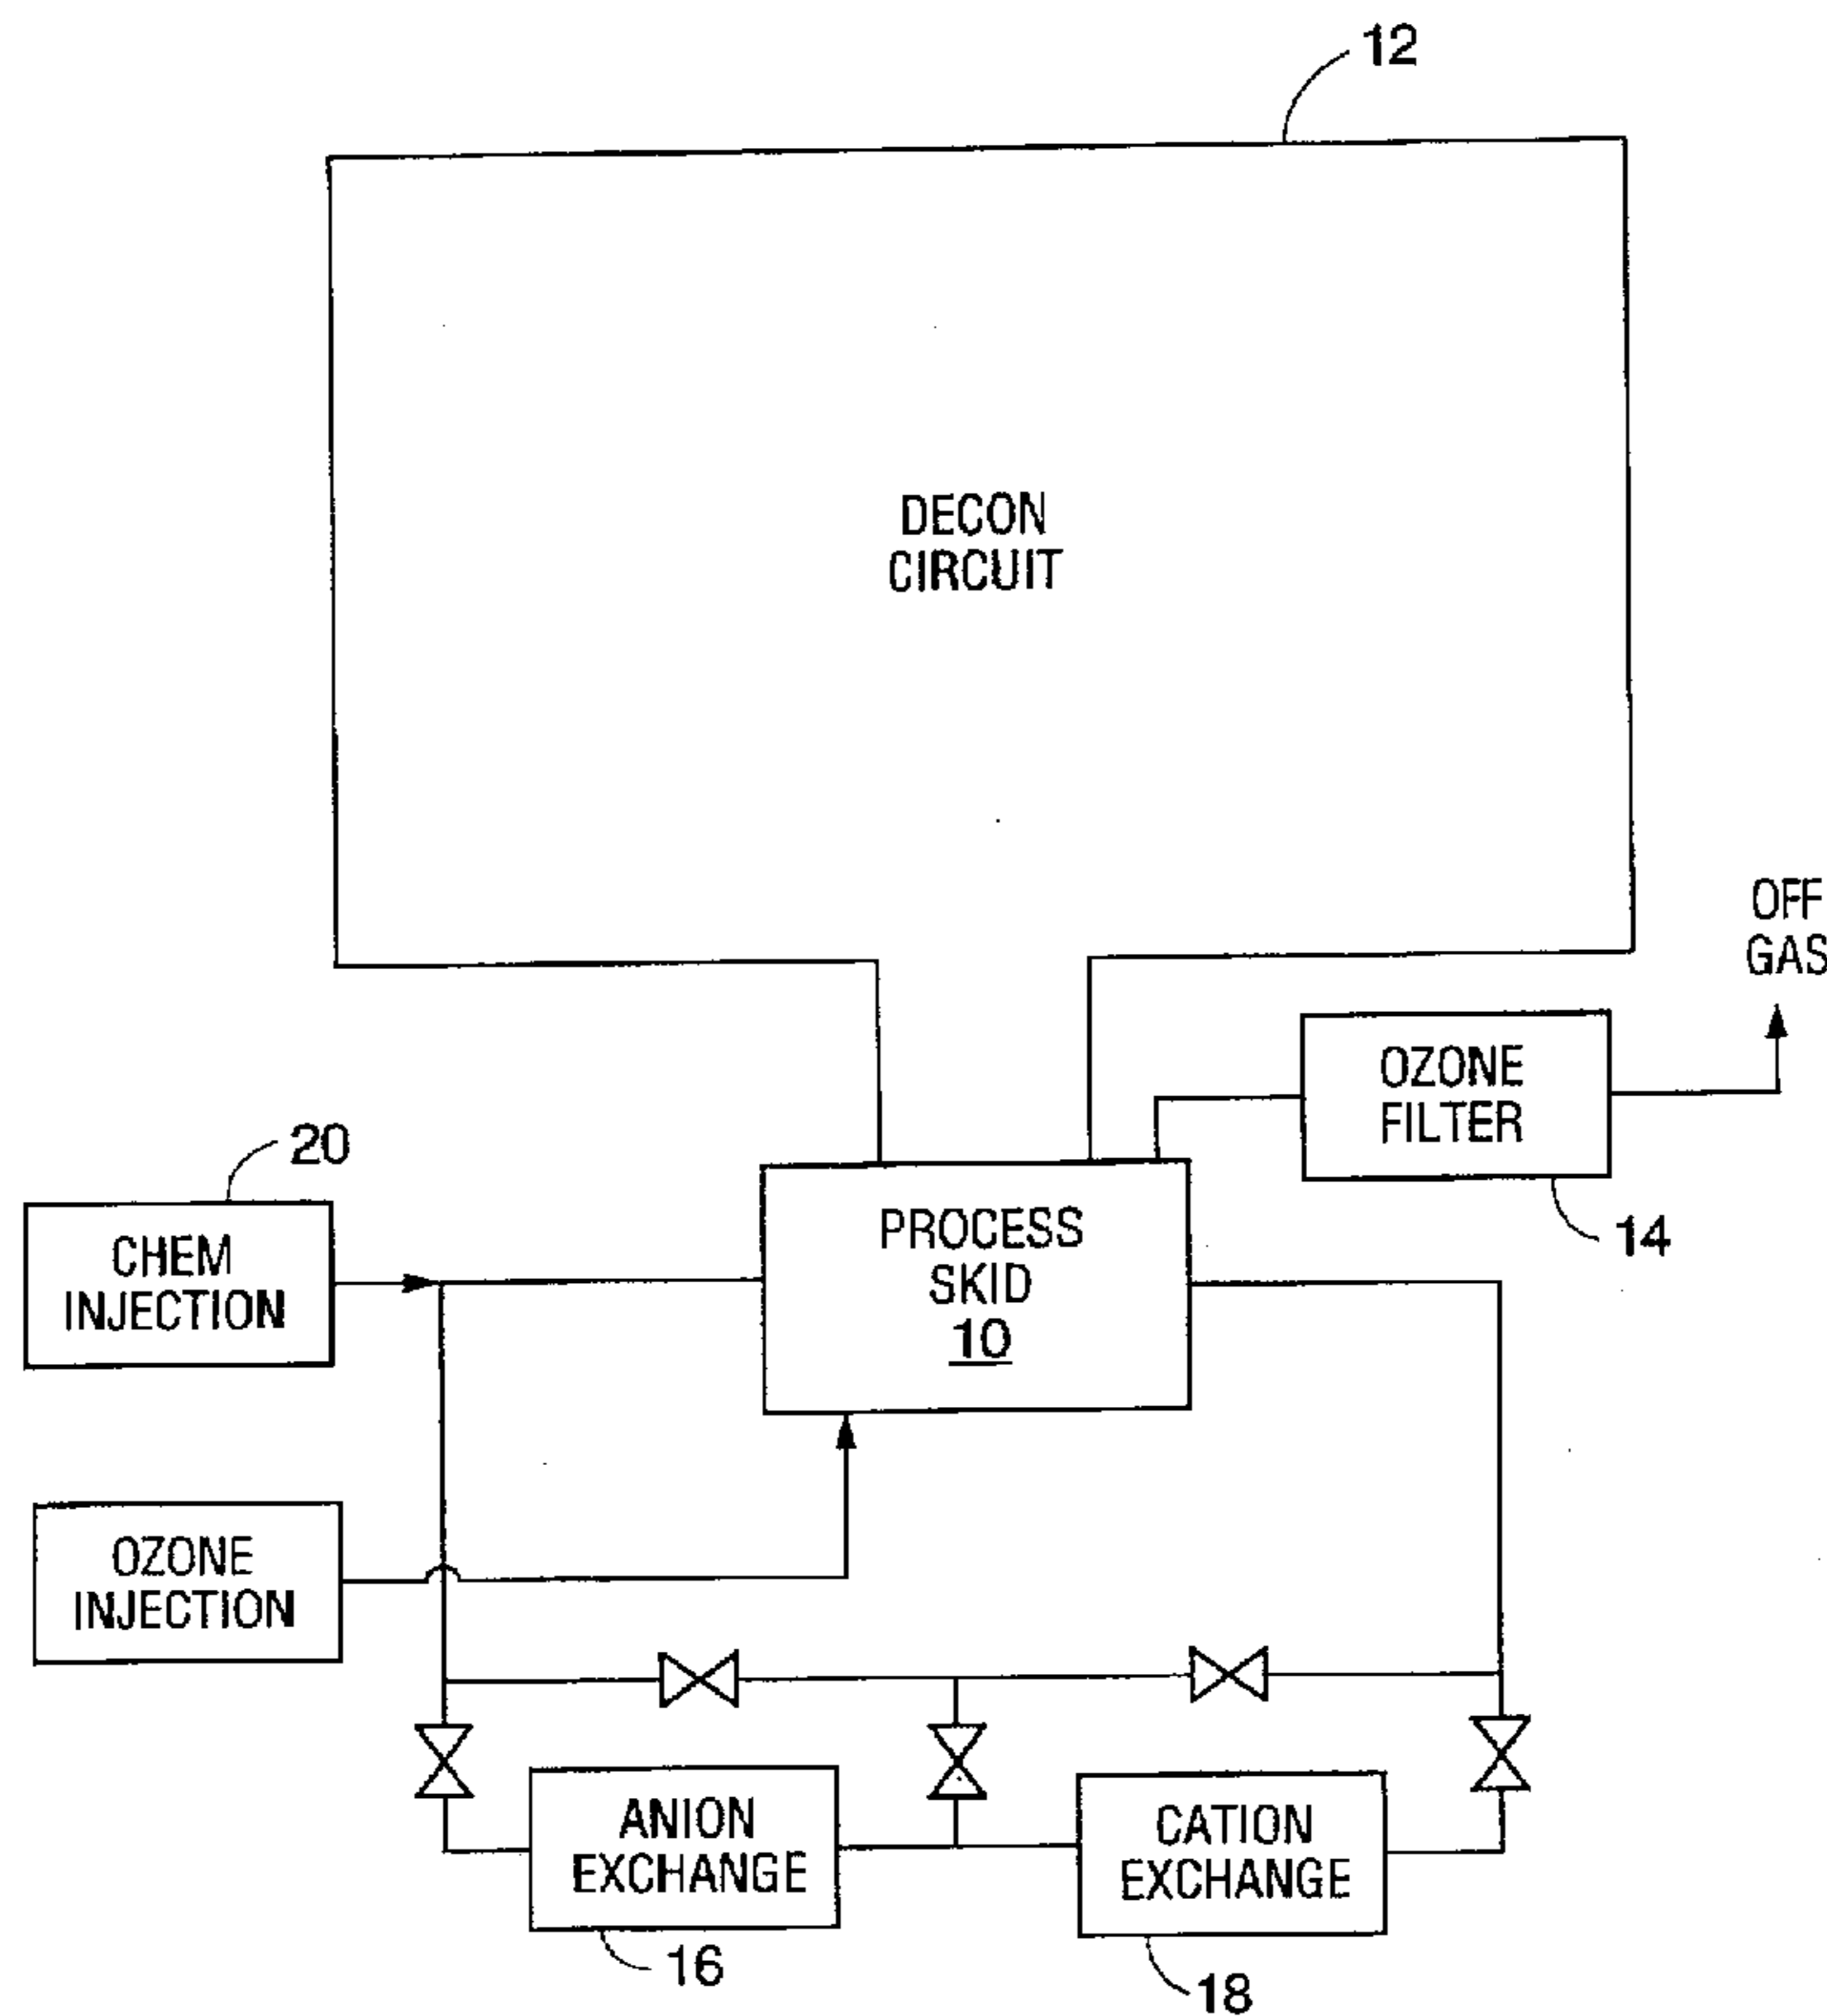 12
DECON
CIRCUIT
OFF
GAS
OZONE
FILTER
14
20
CHEM
INJECTION
PROCESS
SKID
10
OZONE
INJECTION
ANION
EXCHANGE
16
CATION
EXCHANGE
18